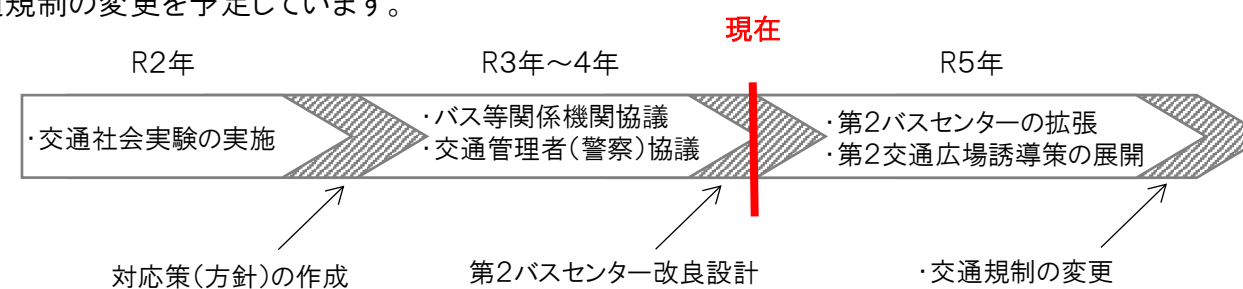 通規制の変更を予定しています。
現在
R2年
R3年~4年
R5年
・交通社会実験の実施
・バス等関係機関協議
・交通管理者(警察)協議
・第2バスセンターの拡張
・第2交通広場誘導策の展開
対応策(方針)の作成
第2バスセンター改良設計
・交通規制の変更